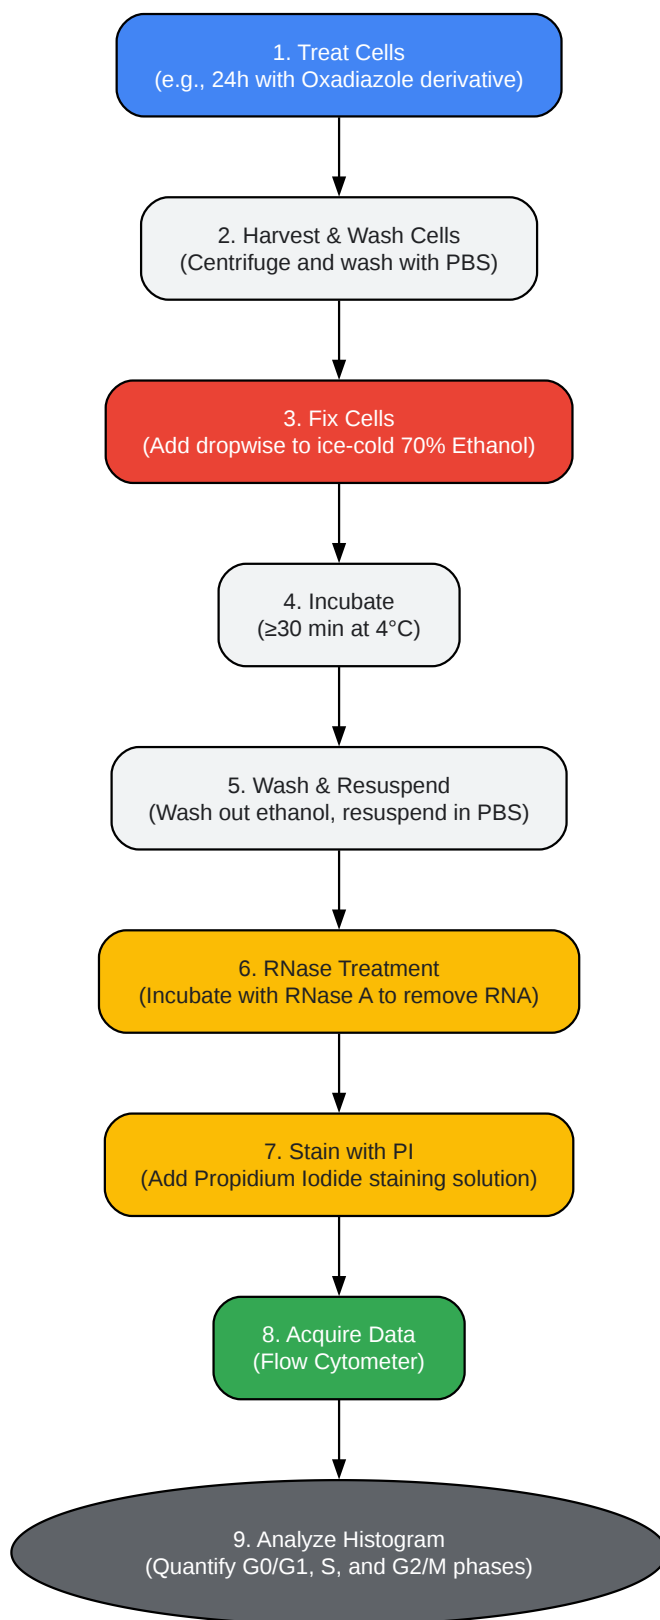 1. Treat Cells
(e.g., 24h with Oxadiazole derivative)
2. Harvest & Wash Cells
(Centrifuge and wash with PBS)
3. Fix Cells
(Add dropwise to ice-cold 70% Ethanol)
4. Incubate
(≥30 min at 4°C)
5. Wash & Resuspend
(Wash out ethanol, resuspend in PBS)
6. RNase Treatment
(Incubate with RNase A to remove RNA)
7. Stain with PI
(Add Propidium Iodide staining solution)
8. Acquire Data
(Flow Cytometer)
9. Analyze Histogram
(Quantify G0/G1, S, and G2/M phases)